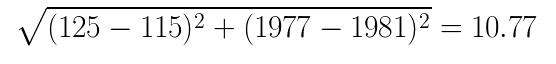 √((125 − 115)² + (1977 − 1981)²) = 10.77